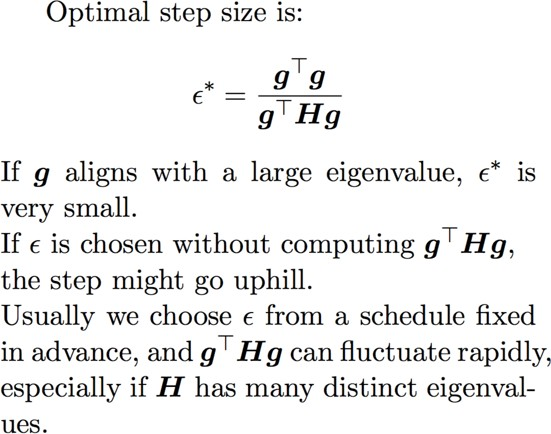 Optimal step size is:
ϵ* = g⊤g / g⊤Hg
If g aligns with a large eigenvalue, ϵ* is
very small.
If ϵ is chosen without computing g⊤Hg,
the step might go uphill.
Usually we choose ϵ from a schedule fixed
in advance, and g⊤Hg can fluctuate rapidly,
especially if H has many distinct eigenval-
ues.